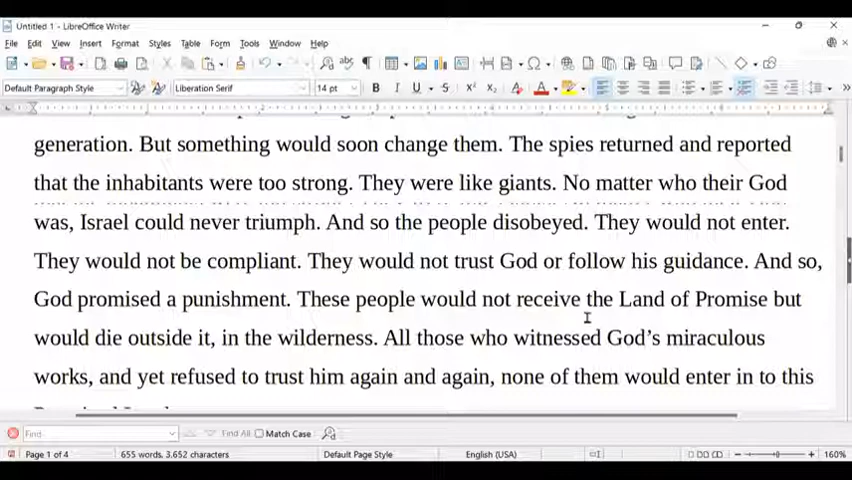 Untitled 1 - LibreOffice Writer
File Edit View Insert Format Styles Table Form Tools Window Help
Default Paragraph Style Liberation Serif 14 pt
generation. But something would soon change them. The spies returned and reported
that the inhabitants were too strong. They were like giants. No matter who their God
was, Israel could never triumph. And so the people disobeyed. They would not enter.
They would not be compliant. They would not trust God or follow his guidance. And so,
God promised a punishment. These people would not receive the Land of Promise but
would die outside it, in the wilderness. All those who witnessed God’s miraculous
works, and yet refused to trust him again and again, none of them would enter in to this
Find Find All Match Case
Page 1 of 4 655 words, 3,652 characters Default Page Style English (USA) 160%